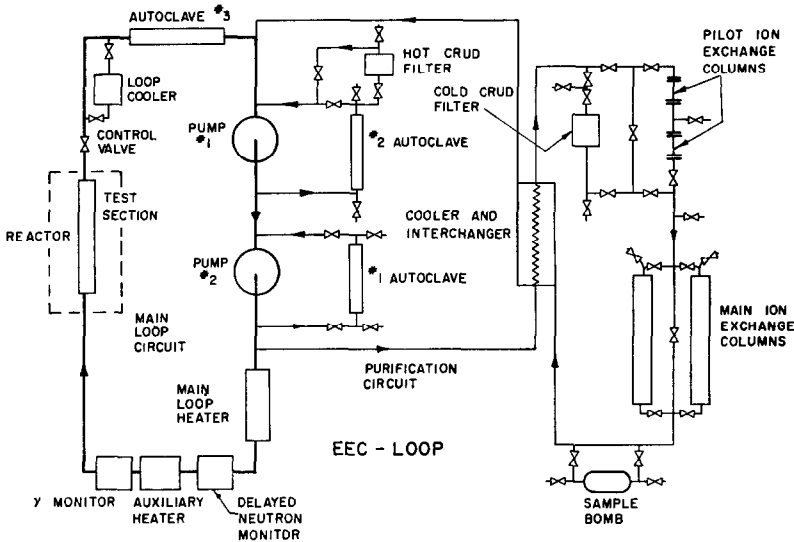 AUTOCLAVE #3
LOOP
COOLER
CONTROL
VALVE
HOT CRUD
FILTER
PUMP
#1
#2 AUTOCLAVE
COLD CRUD
FILTER
PILOT ION
EXCHANGE
COLUMNS
TEST
SECTION
REACTOR
COOLER AND
INTERCHANGER
PUMP
#2
#1 AUTOCLAVE
MAIN
LOOP
CIRCUIT
MAIN ION
EXCHANGE
COLUMNS
PURIFICATION
CIRCUIT
MAIN
LOOP
HEATER
EEC - LOOP
γ MONITOR
AUXILIARY
HEATER
DELAYED
NEUTRON
MONITOR
SAMPLE
BOMB